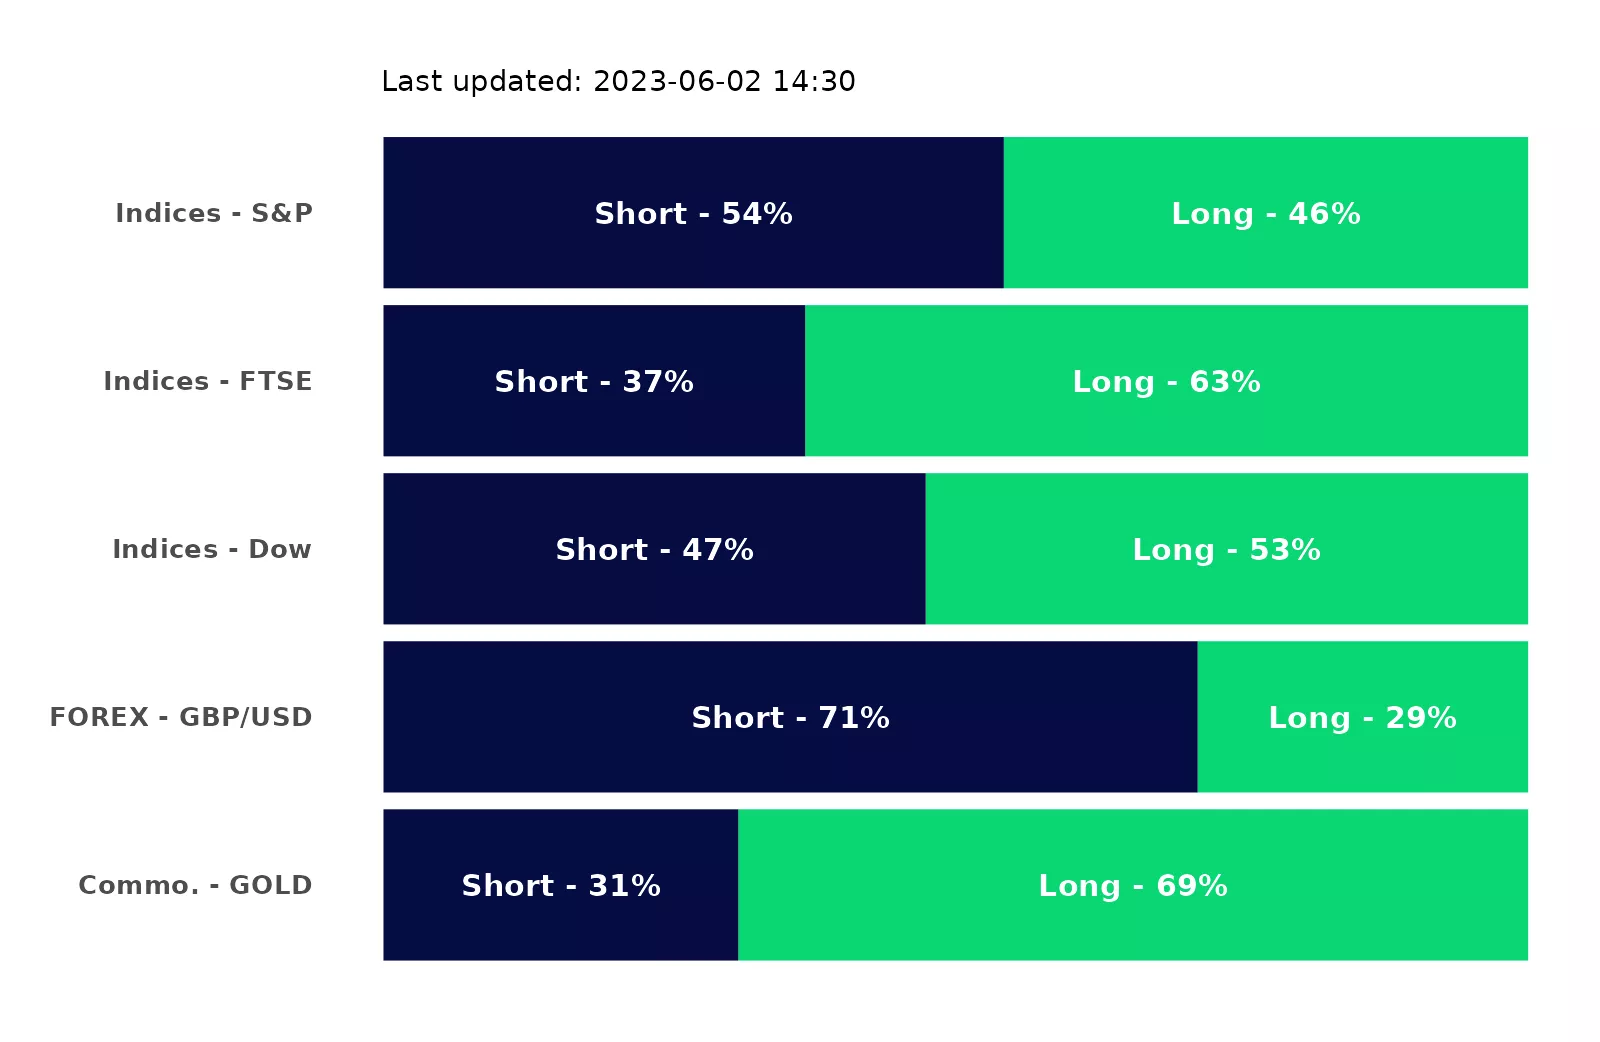 Last updated: 2023-06-02 14:30
Indices - S&P Short - 54% Long - 46%
Indices - FTSE Short - 37% Long - 63%
Indices - Dow Short - 47% Long - 53%
FOREX - GBP/USD Short - 71% Long - 29%
Commo. - GOLD Short - 31% Long - 69%